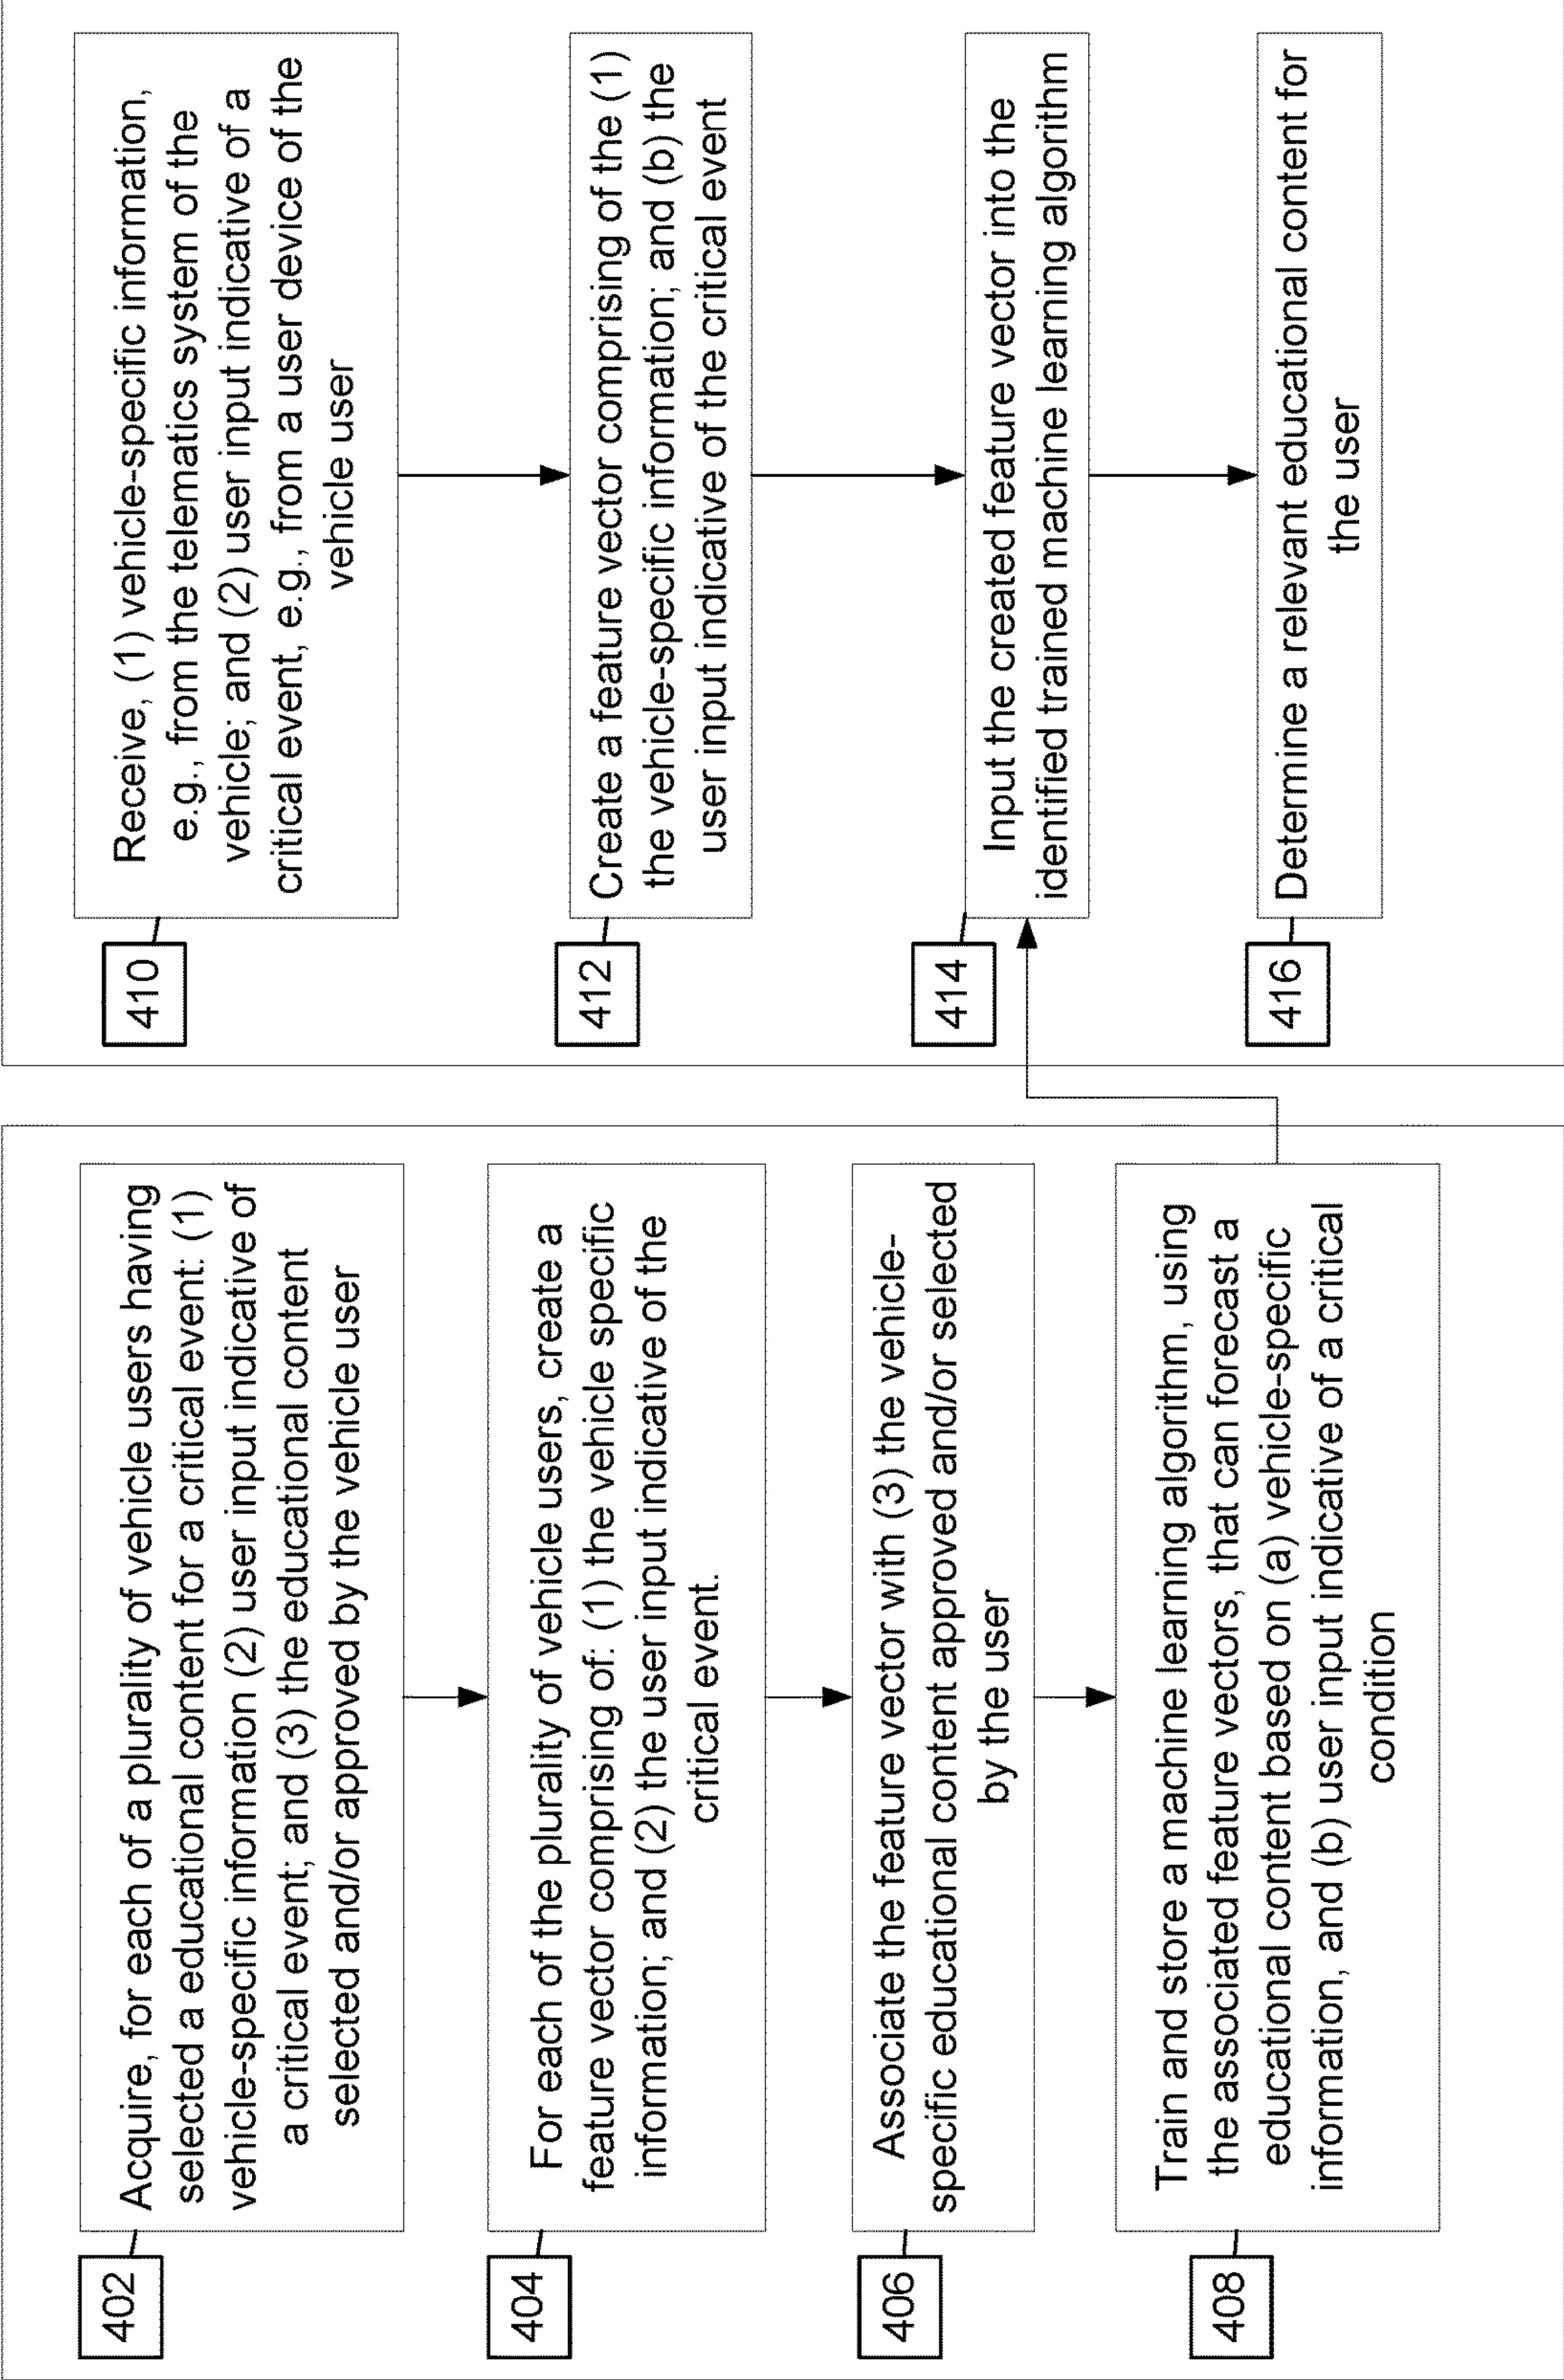 402
Acquire, for each of a plurality of vehicle users having
selected a educational content for a critical event: (1)
vehicle-specific information (2) user input indicative of
a critical event; and (3) the educational content
selected and/or approved by the vehicle user
404
For each of the plurality of vehicle users, create a
feature vector comprising of: (1) the vehicle specific
information; and (2) the user input indicative of the
critical event.
406
Associate the feature vector with (3) the vehicle-
specific educational content approved and/or selected
by the user
408
Train and store a machine learning algorithm, using
the associated feature vectors, that can forecast a
educational content based on (a) vehicle-specific
information, and (b) user input indicative of a critical
condition
410
Receive, (1) vehicle-specific information,
e.g., from the telematics system of the
vehicle; and (2) user input indicative of a
critical event, e.g., from a user device of the
vehicle user
412
Create a feature vector comprising of the (1)
the vehicle-specific information; and (b) the
user input indicative of the critical event
414
Input the created feature vector into the
identified trained machine learning algorithm
416
Determine a relevant educational content for
the user